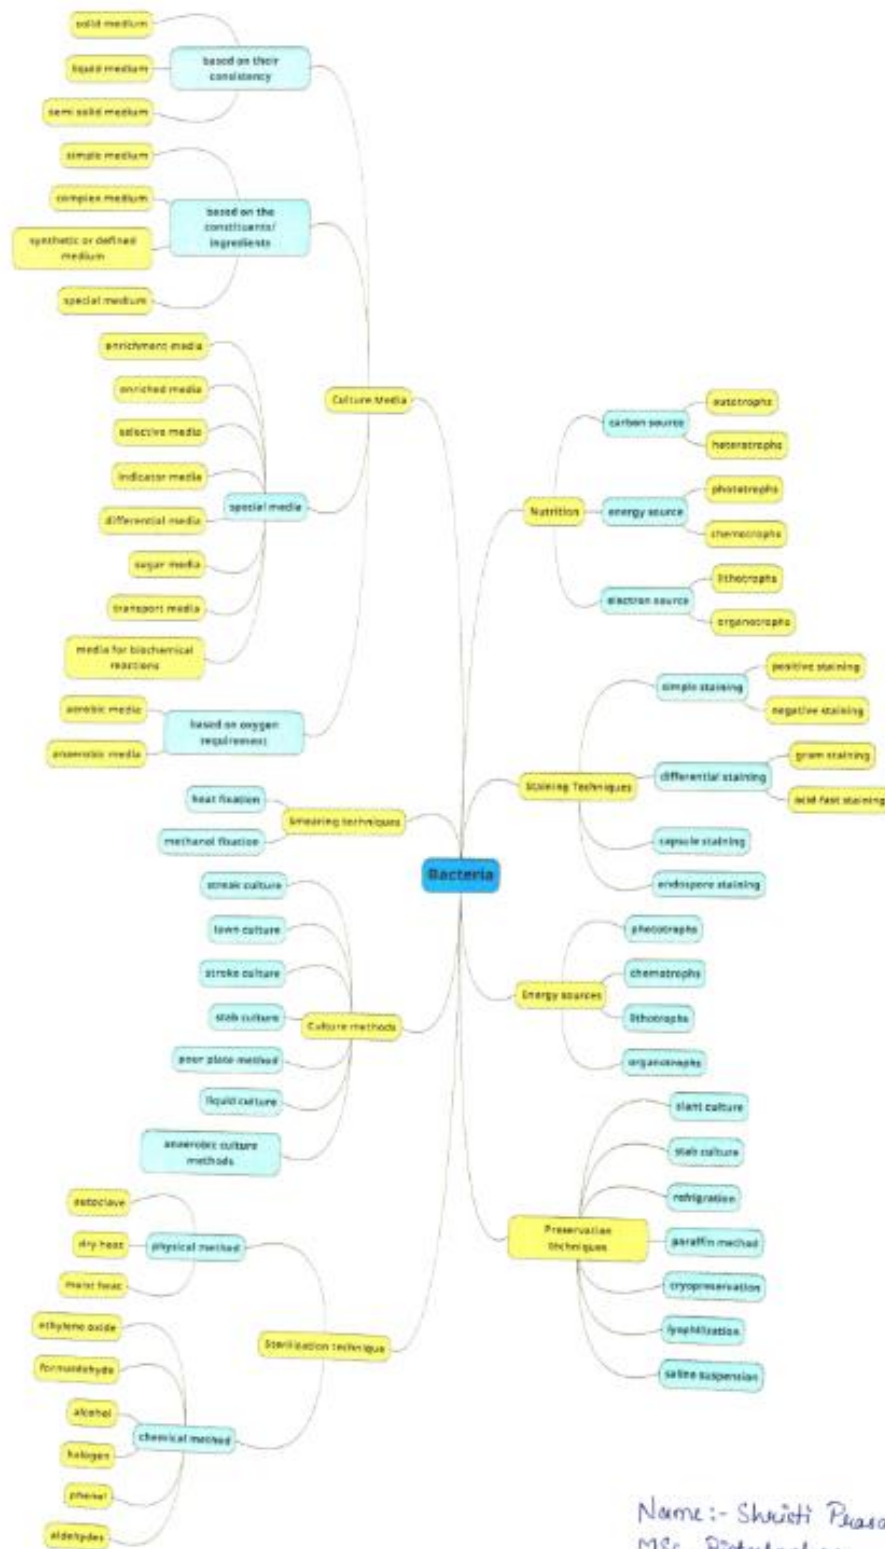 solid medium
liquid medium
semi solid medium
based on their
consistency
simple medium
complex medium
synthetic or defined
medium
special medium
based on the
constituents/
ingredients
enrichment media
enriched media
selective media
indicator media
differential media
sugar media
transport media
media for biochemical
reactions
special media
aerobic media
anaerobic media
based on oxygen
requirement
Culture Media
heat fixation
methanol fixation
Smearing techniques
streak culture
lawn culture
stroke culture
stab culture
pour plate method
liquid culture
anaerobic culture
methods
Culture methods
autoclave
dry heat
moist heat
physical method
ethylene oxide
formaldehyde
alcohol
halogen
phenol
aldehydes
chemical method
Sterilization technique
Bacteria
Nutrition
carbon source
autotrophs
heterotrophs
energy source
phototrophs
chemotrophs
electron source
lithotrophs
organotrophs
Staining Techniques
simple staining
positive staining
negative staining
differential staining
gram staining
acid fast staining
capsule staining
endospore staining
Energy sources
phototrophs
chemotrophs
lithotrophs
organotrophs
Preservation
techniques
slant culture
stab culture
refrigration
paraffin method
cryopreservation
lyophilization
saline suspension
Name:- Shristi
MSc